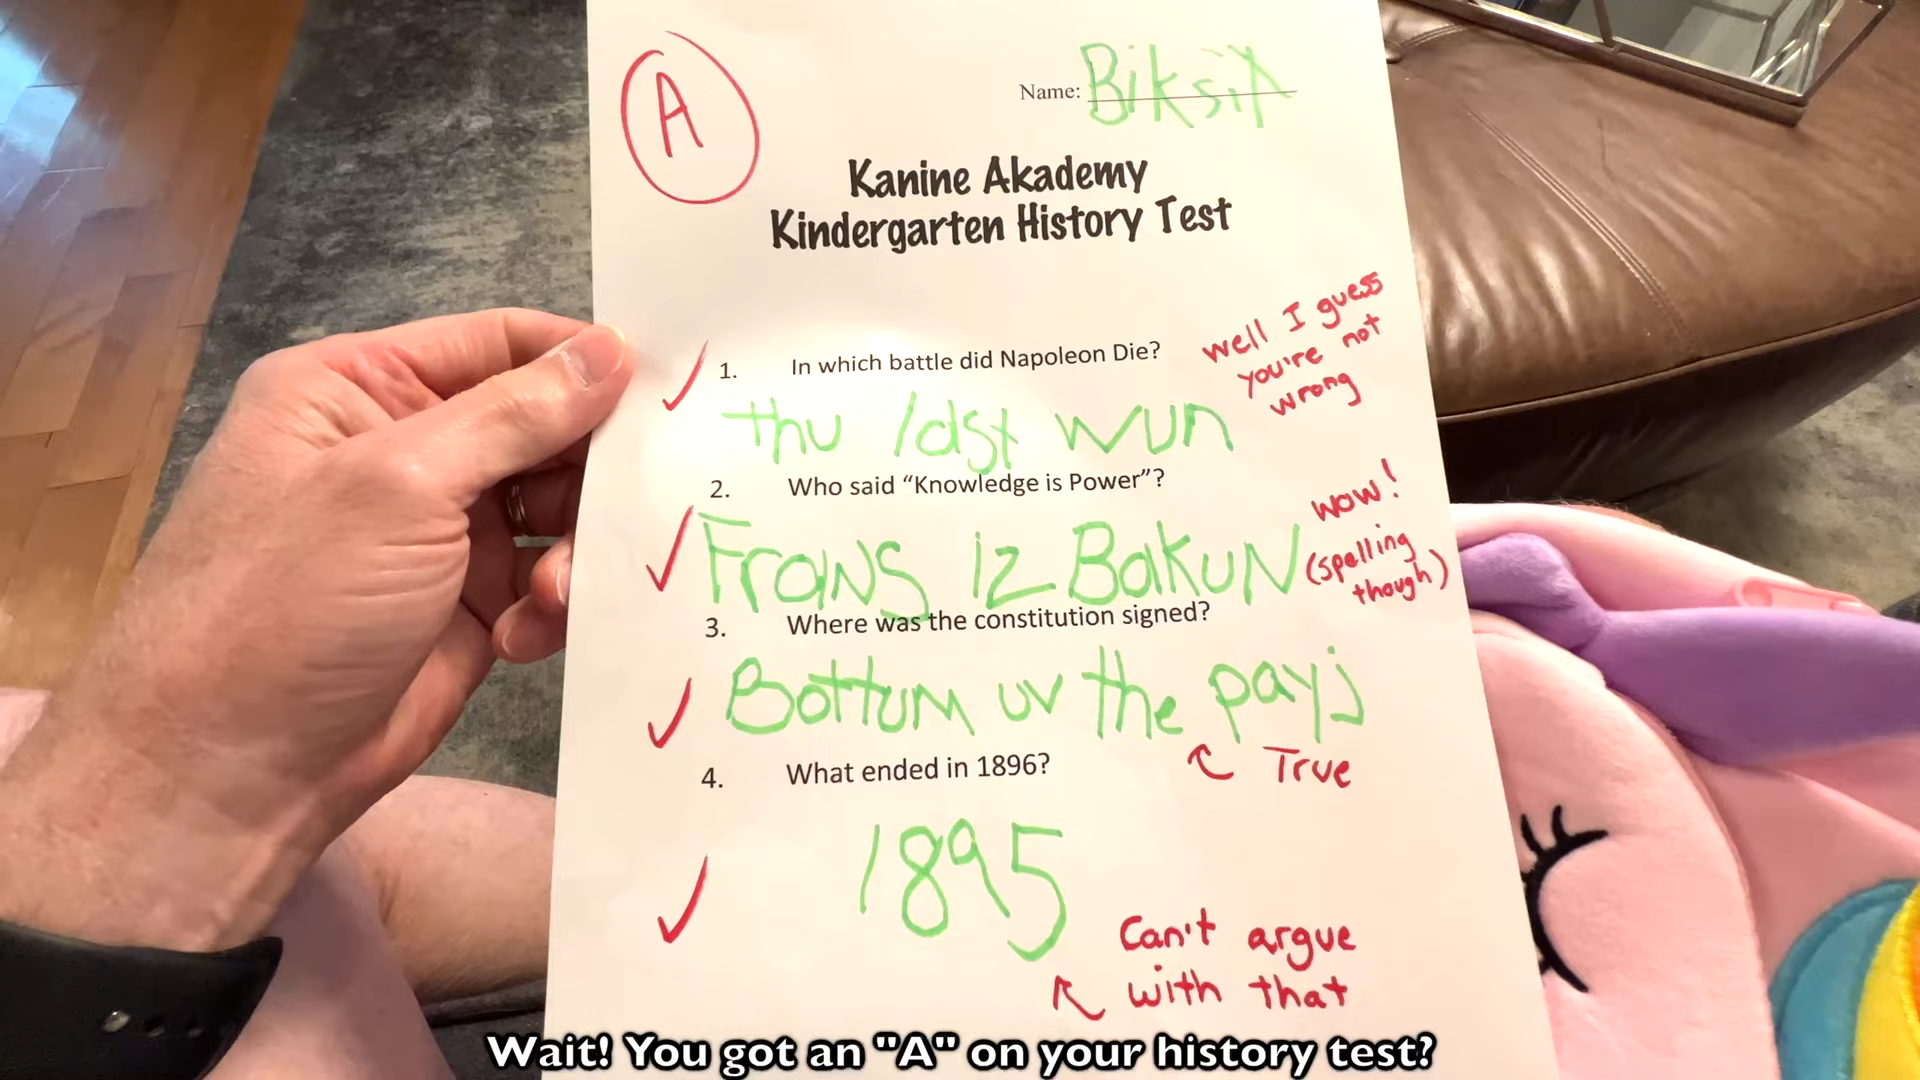 A
Name: Biksit
Kanine Akademy
Kindergarten History Test
1. In which battle did Napoleon Die?
thu last wun
well I guess
you're not
wrong
2. Who said “Knowledge is Power”?
Frans iz Bakun
wow!
(spelling
though)
3. Where was the constitution signed?
Bottum uv the payj
True
4. What ended in 1896?
1895
Can't argue
with that
Wait! You got an "A" on your history test?